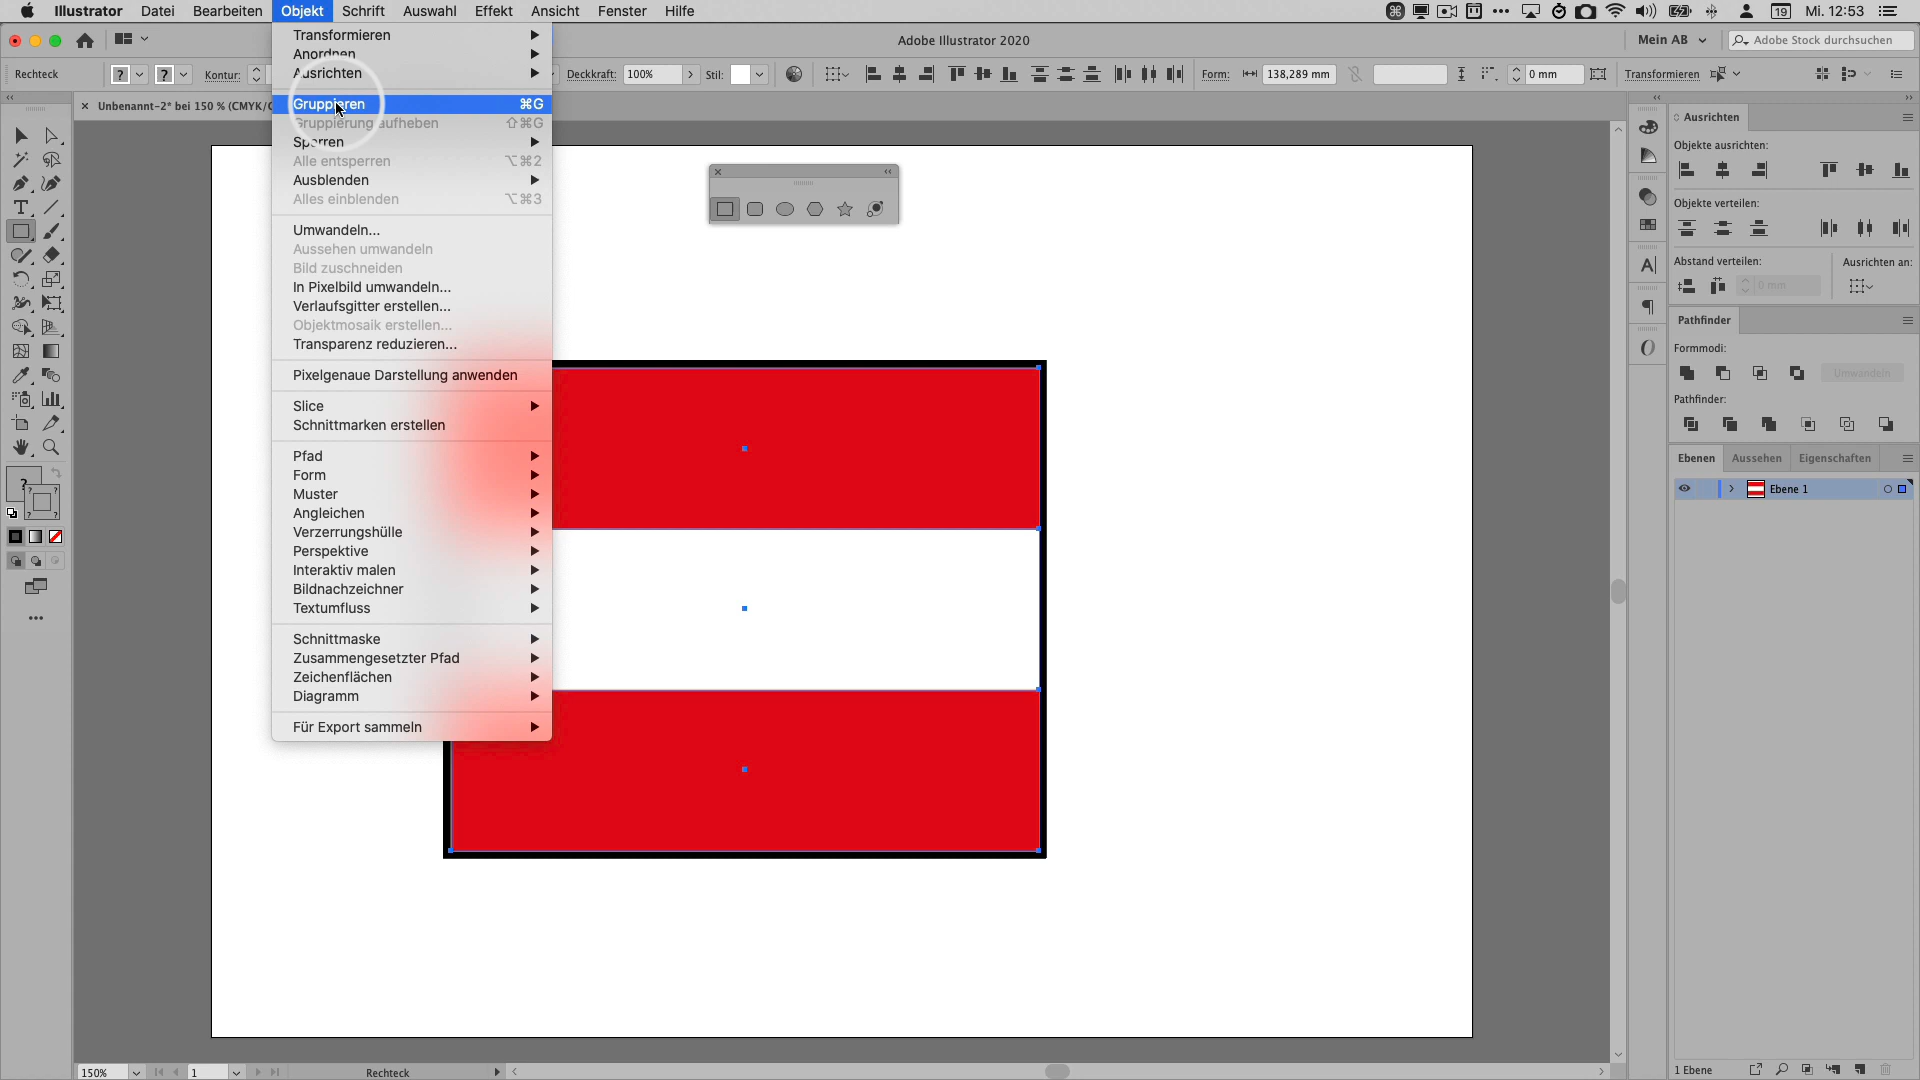 Illustrator Datei Bearbeiten Objekt Schrift Auswahl Effekt Ansicht Fenster Hilfe
19 Mi. 12:53
Adobe Illustrator 2020
Mein AB
Adobe Stock durchsuchen
Rechteck
? ?
Kontur:
Deckkraft: 100%
Stil:
Form: 138,289 mm
0 mm
Transformieren
× Unbenannt-2* bei 150 % (CMYK/
Transformieren
Anordnen
Ausrichten
Gruppieren ⌘G
Gruppierung aufheben ⇧⌘G
Sperren
Alle entsperren ⌥⌘2
Ausblenden
Alles einblenden ⌥⌘3
Umwandeln...
Aussehen umwandeln
Bild zuschneiden
In Pixelbild umwandeln...
Verlaufsgitter erstellen...
Objektmosaik erstellen...
Transparenz reduzieren...
Pixelgenaue Darstellung anwenden
Slice
Schnittmarken erstellen
Pfad
Form
Muster
Angleichen
Verzerrungshülle
Perspektive
Interaktiv malen
Bildnachzeichner
Textumfluss
Schnittmaske
Zusammengesetzter Pfad
Zeichenflächen
Diagramm
Für Export sammeln
Ausrichten
Objekte ausrichten:
Objekte verteilen:
Abstand verteilen:
Ausrichten an:
0 mm
Pathfinder
Formmodi:
Umwandeln
Pathfinder:
Ebenen Aussehen Eigenschaften
Ebene 1
1 Ebene
150%
1
Rechteck